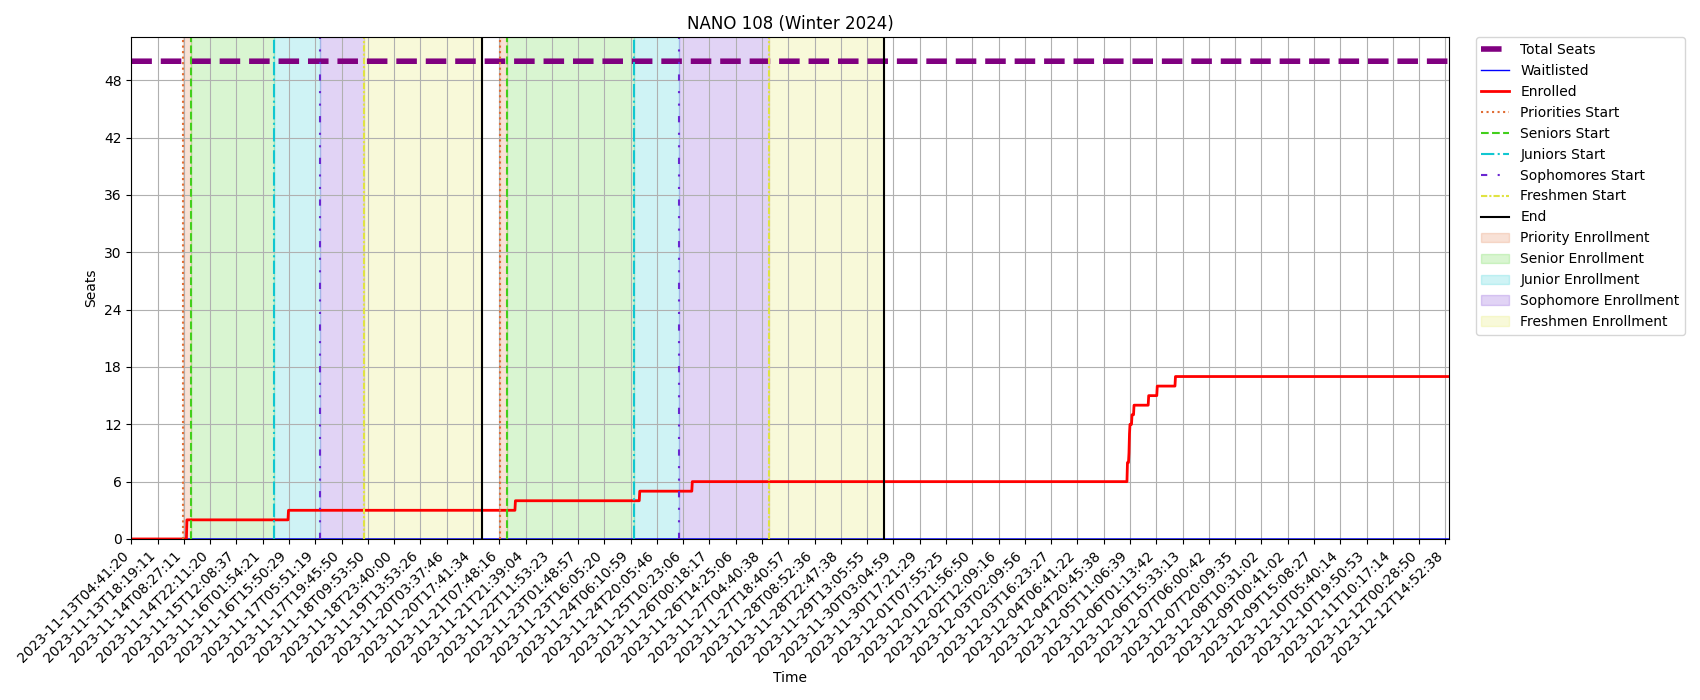 NANO 108 (Winter 2024)
Seats
48
42
36
30
24
18
12
6
0
2023-11-13T04:41:20
2023-11-13T18:19:11
2023-11-14T08:27:11
2023-11-14T22:11:20
2023-11-15T12:08:37
2023-11-16T01:54:21
2023-11-16T15:50:29
2023-11-17T05:51:19
2023-11-17T19:45:50
2023-11-18T09:53:50
2023-11-18T23:40:00
2023-11-19T13:53:26
2023-11-20T03:37:46
2023-11-20T17:41:34
2023-11-21T07:48:16
2023-11-21T21:39:04
2023-11-22T11:53:23
2023-11-23T01:48:57
2023-11-23T16:05:20
2023-11-24T06:10:59
2023-11-24T20:05:46
2023-11-25T10:23:06
2023-11-26T00:18:17
2023-11-26T14:25:06
2023-11-27T04:40:38
2023-11-27T18:40:57
2023-11-28T08:52:36
2023-11-28T22:47:38
2023-11-29T13:05:55
2023-11-30T03:04:59
2023-11-30T17:21:29
2023-12-01T07:55:25
2023-12-01T21:56:50
2023-12-02T12:09:16
2023-12-03T02:09:56
2023-12-03T16:23:27
2023-12-04T06:41:22
2023-12-04T20:45:38
2023-12-05T11:06:39
2023-12-06T01:13:42
2023-12-06T15:33:13
2023-12-07T06:00:42
2023-12-07T20:09:35
2023-12-08T10:31:02
2023-12-09T00:41:02
2023-12-09T15:08:27
2023-12-10T05:40:14
2023-12-10T19:50:53
2023-12-11T10:17:14
2023-12-12T00:28:50
2023-12-12T14:52:38
Time
Total Seats
Waitlisted
Enrolled
Priorities Start
Seniors Start
Juniors Start
Sophomores Start
Freshmen Start
End
Priority Enrollment
Senior Enrollment
Junior Enrollment
Sophomore Enrollment
Freshmen Enrollment